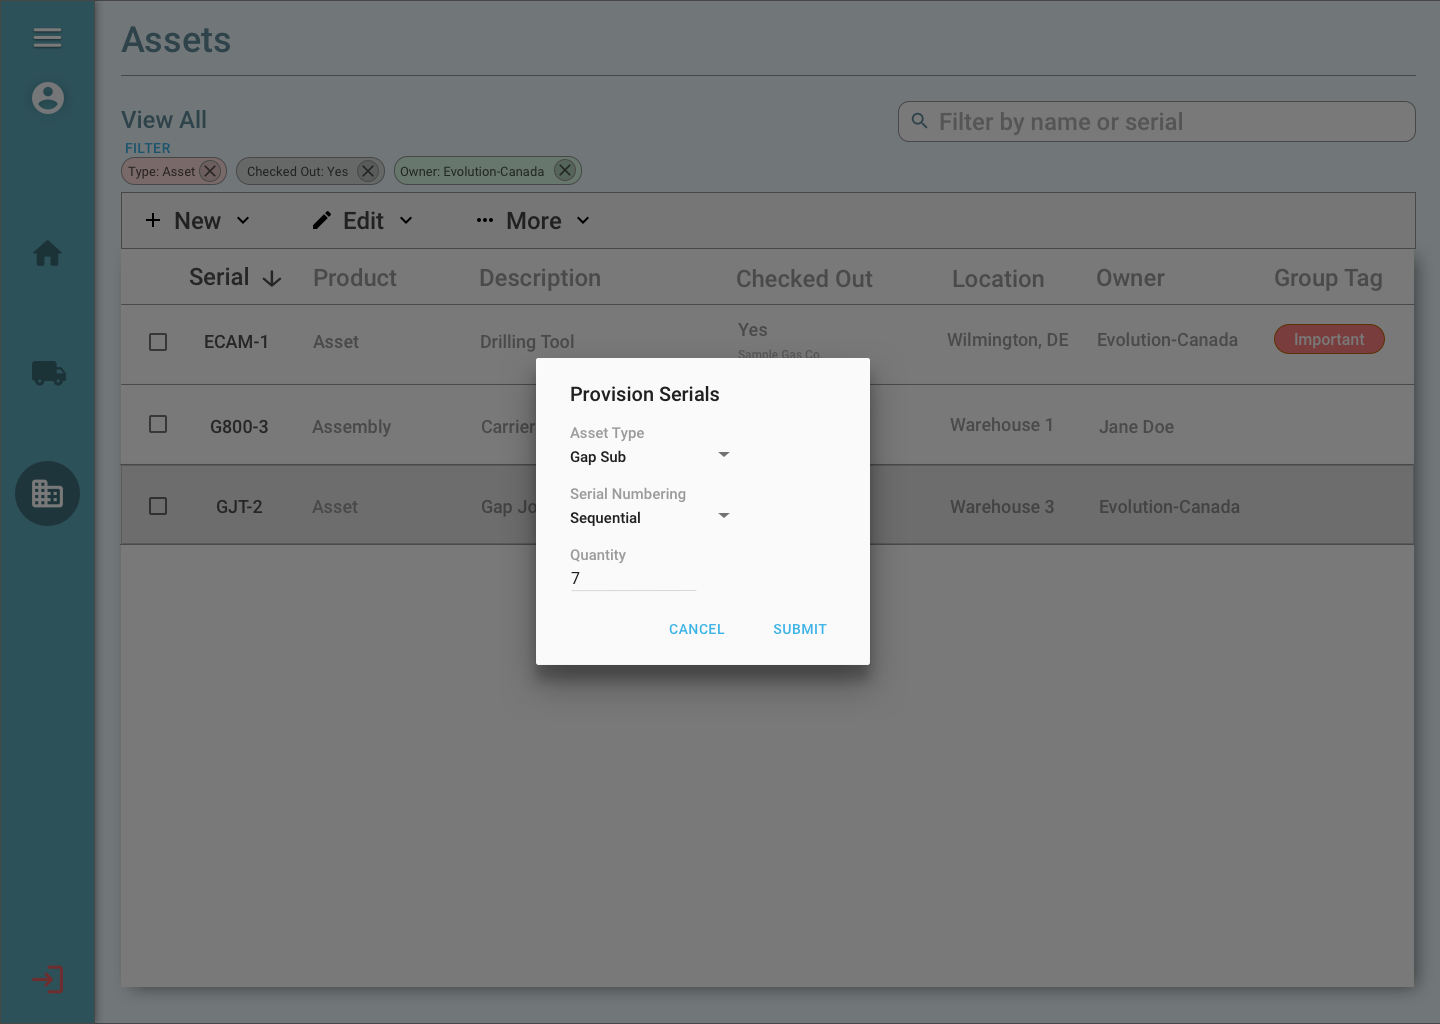 Assets
View All
Filter by name or serial
FILTER
Type: Asset Checked Out: Yes Owner: Evolution-Canada
New Edit More
Serial Product Description Checked Out Location Owner Group Tag
ECAM-1 Asset Drilling Tool Yes Wilmington, DE Evolution-Canada Important
Sample Gas Co
G800-3 Assembly Carrier Warehouse 1 Jane Doe
GJT-2 Asset Gap Jo Warehouse 3 Evolution-Canada
Provision Serials
Asset Type
Gap Sub
Serial Numbering
Sequential
Quantity
7
CANCEL SUBMIT